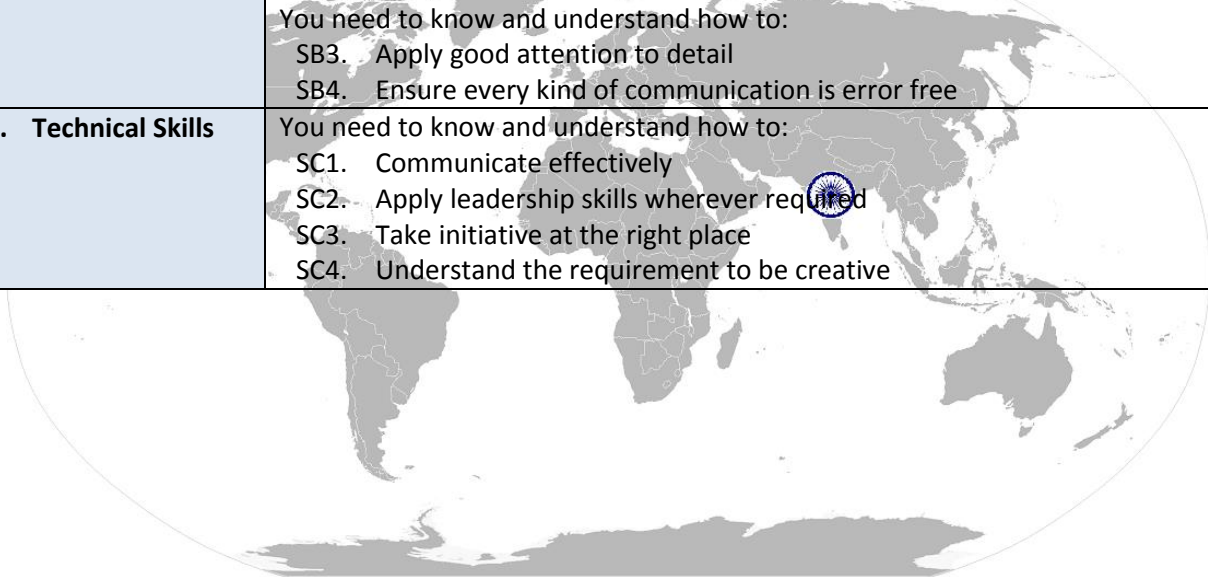 You need to know and understand how to:
SB3. Apply good attention to detail
SB4. Ensure every kind of communication is error free
. Technical Skills
You need to know and understand how to:
SC1. Communicate effectively
SC2. Apply leadership skills wherever required
SC3. Take initiative at the right place
SC4. Understand the requirement to be creative